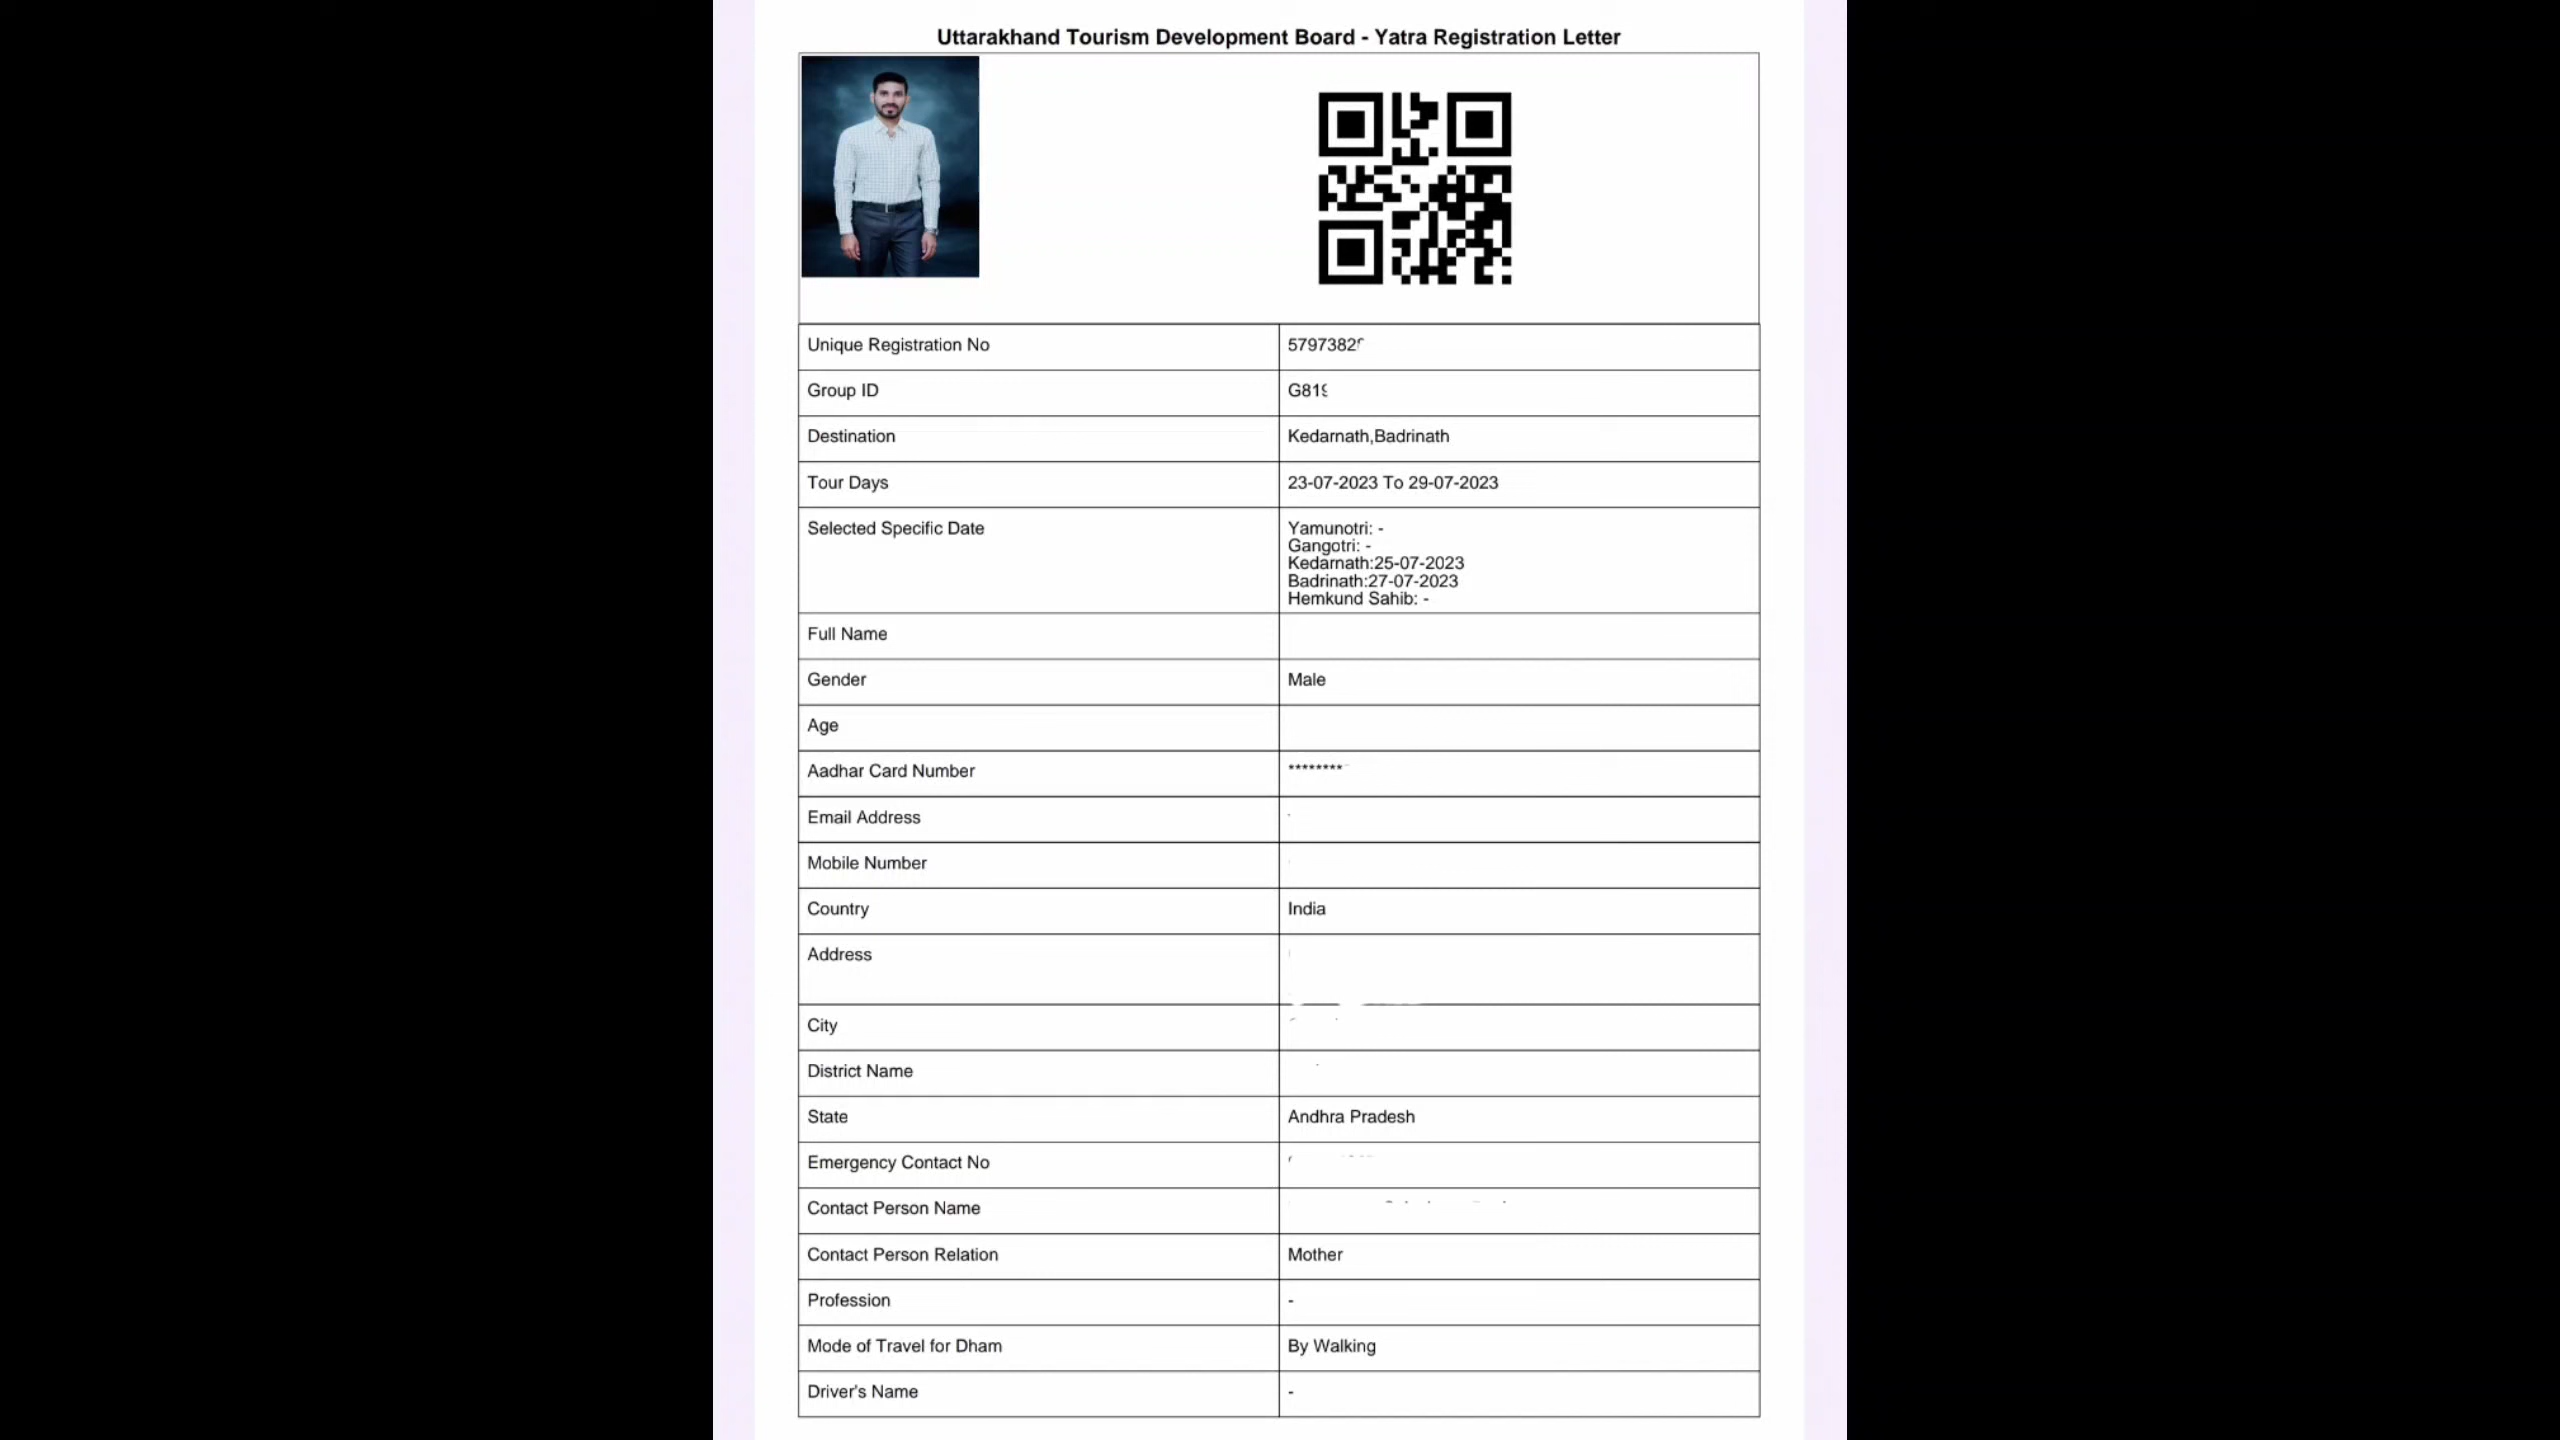 Uttarakhand Tourism Development Board - Yatra Registration Letter
Unique Registration No 5797382
Group ID G81
Destination Kedarnath,Badrinath
Tour Days 23-07-2023 To 29-07-2023
Selected Specific Date Yamunotri: -
Gangotri: -
Kedarnath:25-07-2023
Badrinath:27-07-2023
Hemkund Sahib: -
Full Name
Gender Male
Age
Aadhar Card Number ********
Email Address
Mobile Number
Country India
Address
City
District Name
State Andhra Pradesh
Emergency Contact No
Contact Person Name
Contact Person Relation Mother
Profession -
Mode of Travel for Dham By Walking
Driver's Name -